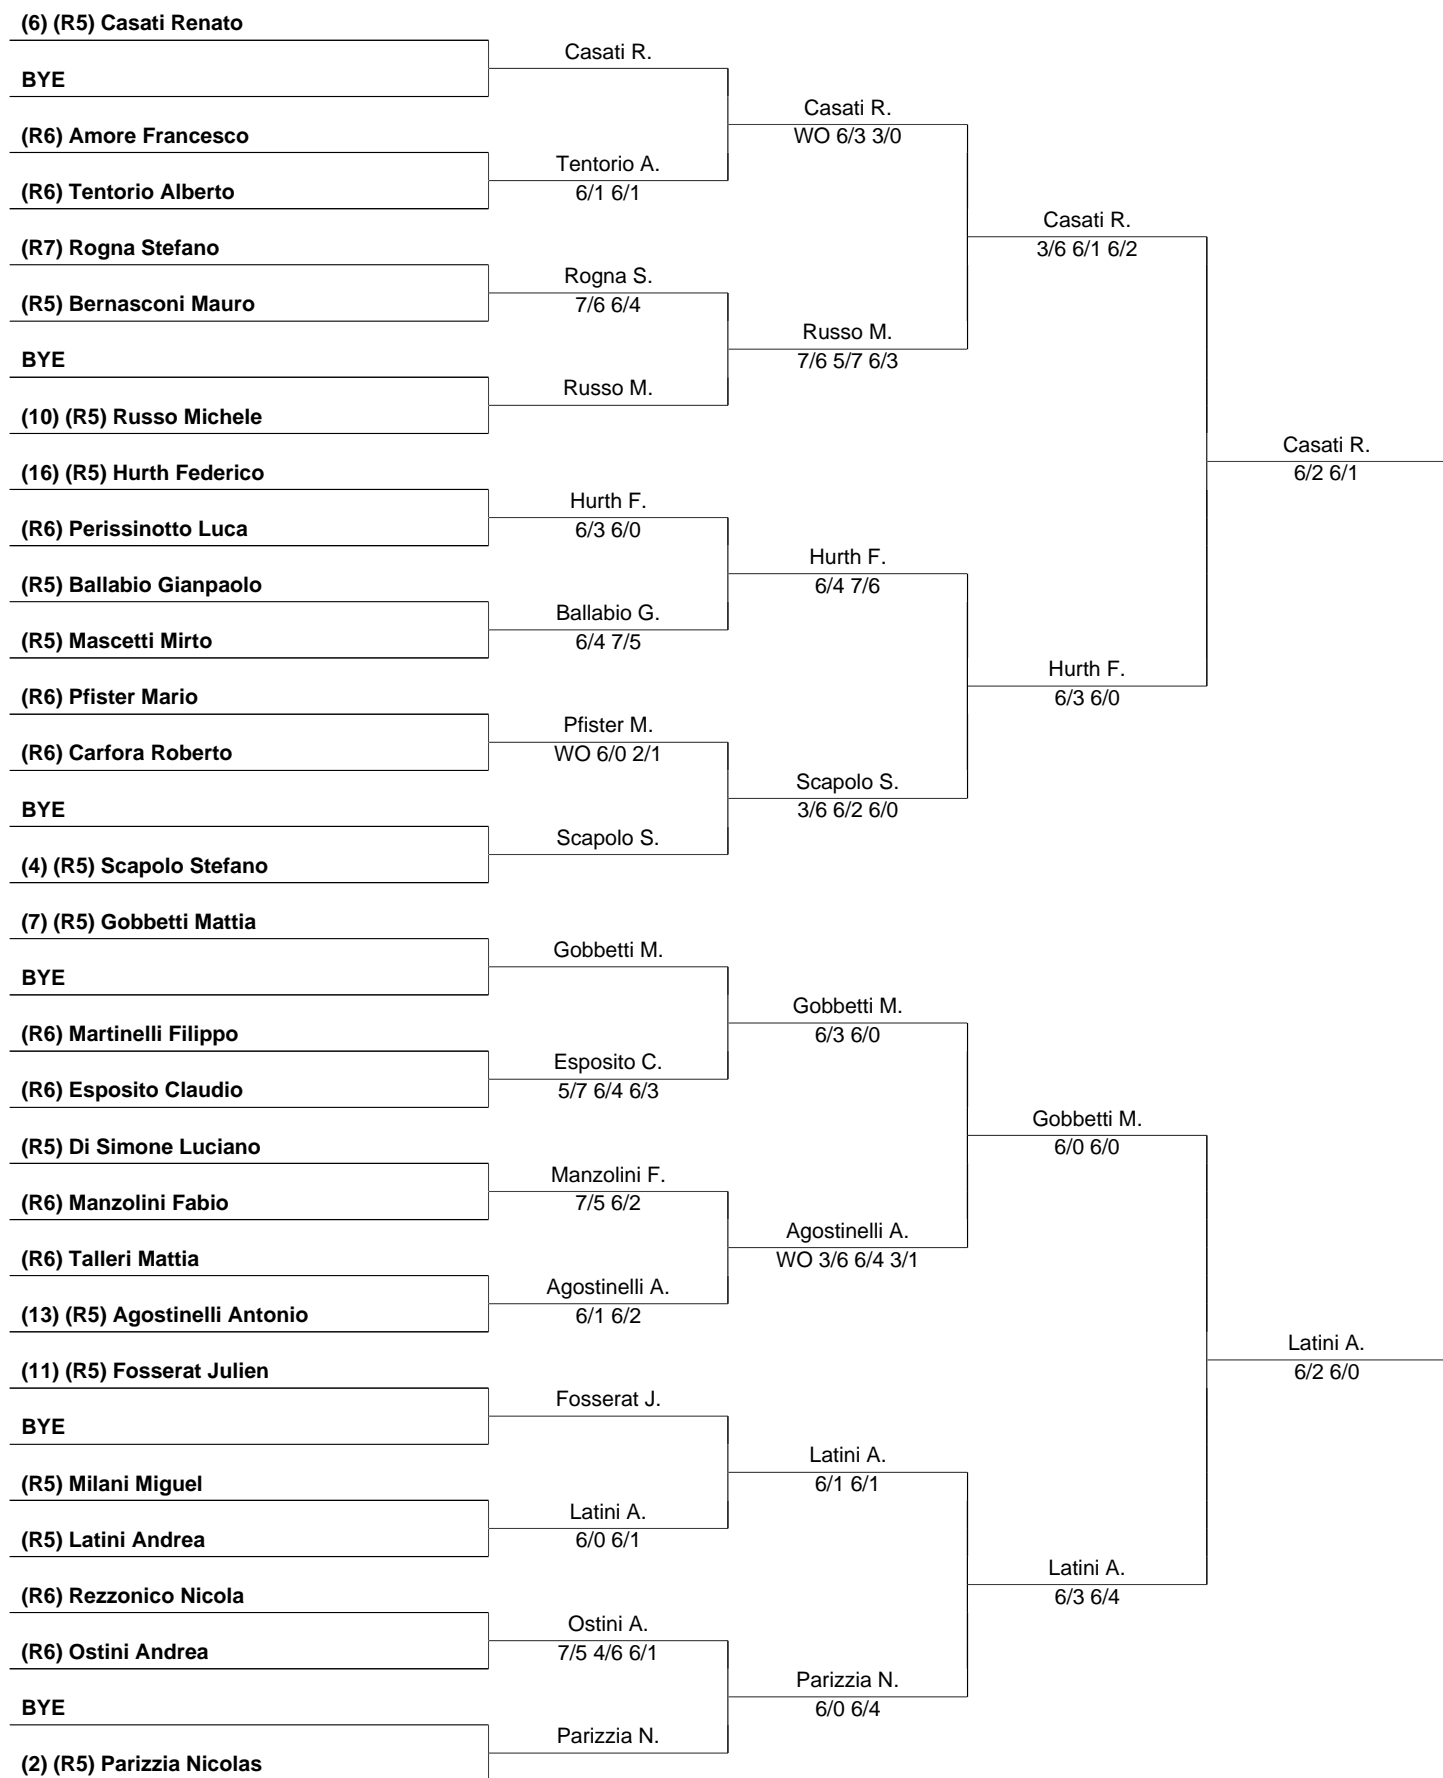 (6) (R5) Casati Renato
Casati R.
BYE
Casati R.
WO 6/3 3/0
(R6) Amore Francesco
Tentorio A.
6/1 6/1
(R6) Tentorio Alberto
Casati R.
3/6 6/1 6/2
(R7) Rogna Stefano
Rogna S.
7/6 6/4
(R5) Bernasconi Mauro
Russo M.
7/6 5/7 6/3
BYE
Russo M.
(10) (R5) Russo Michele
Casati R.
6/2 6/1
(16) (R5) Hurth Federico
Hurth F.
6/3 6/0
(R6) Perissinotto Luca
Hurth F.
6/4 7/6
(R5) Ballabio Gianpaolo
Ballabio G.
6/4 7/5
(R5) Mascetti Mirto
Hurth F.
6/3 6/0
(R6) Pfister Mario
Pfister M.
WO 6/0 2/1
(R6) Carfora Roberto
Scapolo S.
3/6 6/2 6/0
BYE
Scapolo S.
(4) (R5) Scapolo Stefano
(7) (R5) Gobbetti Mattia
Gobbetti M.
BYE
Gobbetti M.
6/3 6/0
(R6) Martinelli Filippo
Esposito C.
5/7 6/4 6/3
(R6) Esposito Claudio
Gobbetti M.
6/0 6/0
(R5) Di Simone Luciano
Manzolini F.
7/5 6/2
(R6) Manzolini Fabio
Agostinelli A.
WO 3/6 6/4 3/1
(R6) Talleri Mattia
Agostinelli A.
6/1 6/2
(13) (R5) Agostinelli Antonio
Latini A.
6/2 6/0
(11) (R5) Fosserat Julien
Fosserat J.
BYE
Latini A.
6/1 6/1
(R5) Milani Miguel
Latini A.
6/0 6/1
(R5) Latini Andrea
Latini A.
6/3 6/4
(R6) Rezzonico Nicola
Ostini A.
7/5 4/6 6/1
(R6) Ostini Andrea
Parizzia N.
6/0 6/4
BYE
Parizzia N.
(2) (R5) Parizzia Nicolas